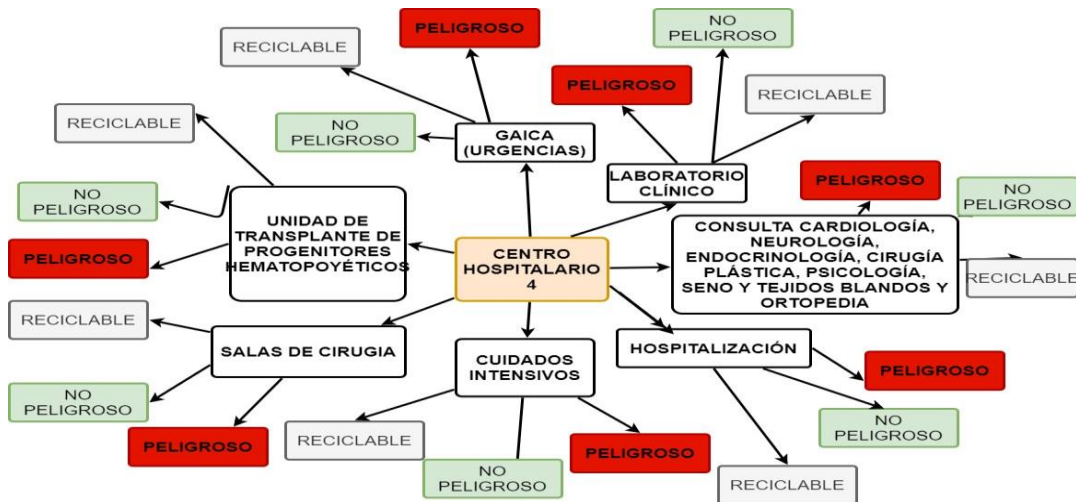 PELIGROSO
NO
PELIGROSO
RECICLABLE
PELIGROSO
RECICLABLE
RECICLABLE
NO
PELIGROSO
GAICA
(URGENCIAS)
LABORATORIO
CLÍNICO
PELIGROSO
NO
PELIGROSO
NO
PELIGROSO
UNIDAD DE
TRANSPLANTE DE
PROGENITORES
HEMATOPOYÉTICOS
CENTRO
HOSPITALARIO
4
CONSULTA CARDIOLOGÍA,
NEUROLOGÍA,
ENDOCRINOLOGÍA, CIRUGÍA
PLÁSTICA, PSICOLOGÍA,
SENO Y TEJIDOS BLANDOS Y
ORTOPEDIA
PELIGROSO
RECICLABLE
RECICLABLE
SALAS DE CIRUGIA
CUIDADOS
INTENSIVOS
HOSPITALIZACIÓN
PELIGROSO
NO
PELIGROSO
PELIGROSO
RECICLABLE
NO
PELIGROSO
PELIGROSO
NO
PELIGROSO
RECICLABLE